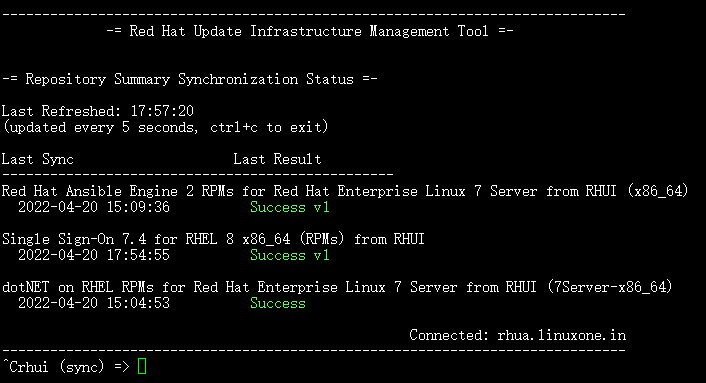 -= Red Hat Update Infrastructure Management Tool =-
-= Repository Summary Synchronization Status =-
Last Refreshed: 17:57:20
(updated every 5 seconds, ctrl+c to exit)
Last Sync                    Last Result
Red Hat Ansible Engine 2 RPMs for Red Hat Enterprise Linux 7 Server from RHUI (x86_64)
2022-04-20 15:09:36          Success v1
Single Sign-On 7.4 for RHEL 8 x86_64 (RPMs) from RHUI
2022-04-20 17:54:55          Success v1
dotNET on RHEL RPMs for Red Hat Enterprise Linux 7 Server from RHUI (7Server-x86_64)
2022-04-20 15:04:53          Success
Connected: rhua.linuxone.in
^Crhui (sync) =>